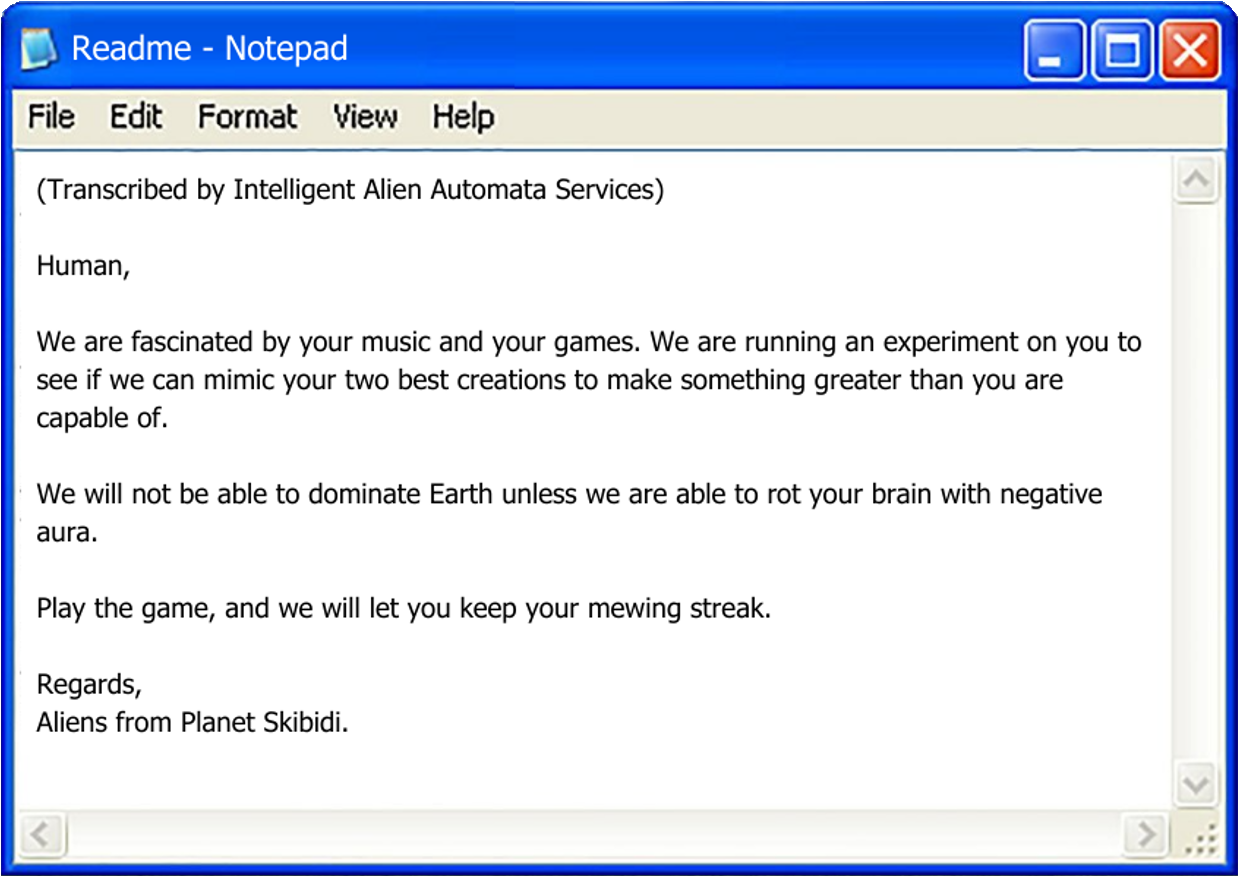 Readme - Notepad
File Edit Format View Help
(Transcribed by Intelligent Alien Automata Services)
Human,
We are fascinated by your music and your games. We are running an experiment on you to
see if we can mimic your two best creations to make something greater than you are
capable of.
We will not be able to dominate Earth unless we are able to rot your brain with negative
aura.
Play the game, and we will let you keep your mewing streak.
Regards,
Aliens from Planet Skibidi.